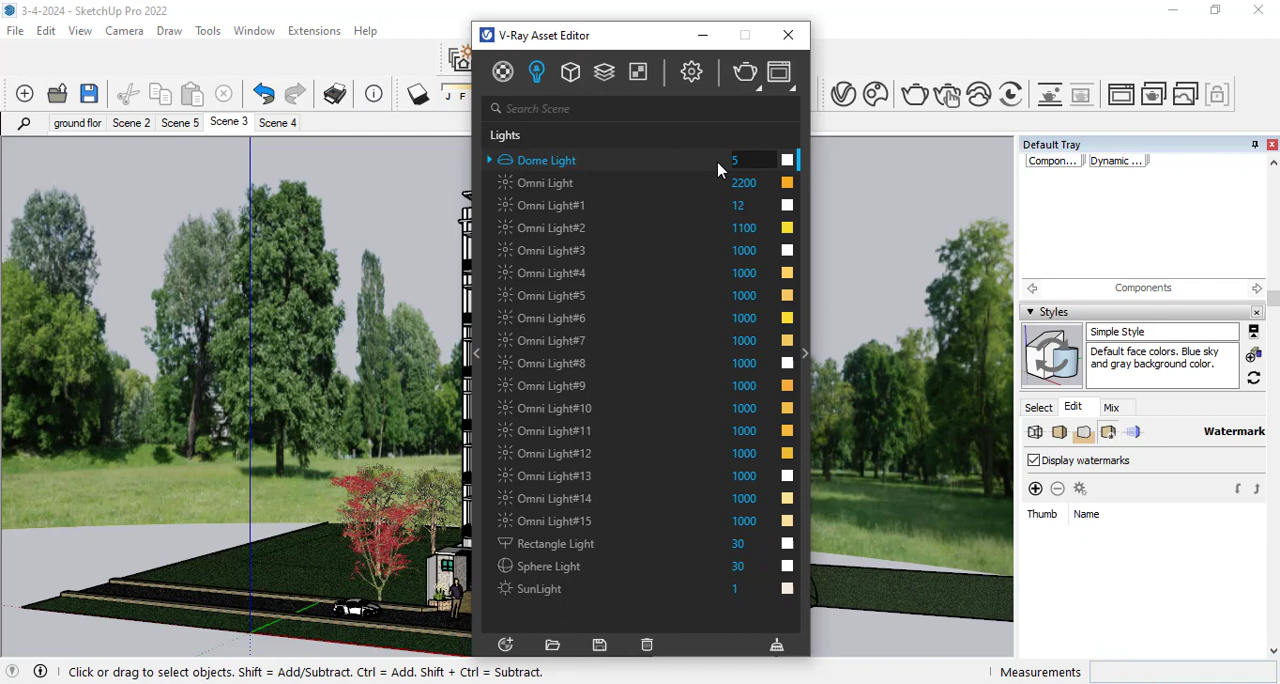 3-4-2024 - SketchUp Pro 2022
File Edit View Camera Draw Tools Window Extensions Help
V-Ray Asset Editor
J F
ground flor Scene 2 Scene 5 Scene 3 Scene 4
Search Scene
Lights
Dome Light 5
Omni Light 2200
Omni Light#1 12
Omni Light#2 1100
Omni Light#3 1000
Omni Light#4 1000
Omni Light#5 1000
Omni Light#6 1000
Omni Light#7 1000
Omni Light#8 1000
Omni Light#9 1000
Omni Light#10 1000
Omni Light#11 1000
Omni Light#12 1000
Omni Light#13 1000
Omni Light#14 1000
Omni Light#15 1000
Rectangle Light 30
Sphere Light 30
SunLight 1
Default Tray
Compon... Dynamic ...
Components
Styles
Simple Style
Default face colors. Blue sky
and gray background color.
Select Edit Mix
Watermark
Display watermarks
Thumb Name
Click or drag to select objects. Shift = Add/Subtract. Ctrl = Add. Shift + Ctrl = Subtract.
Measurements